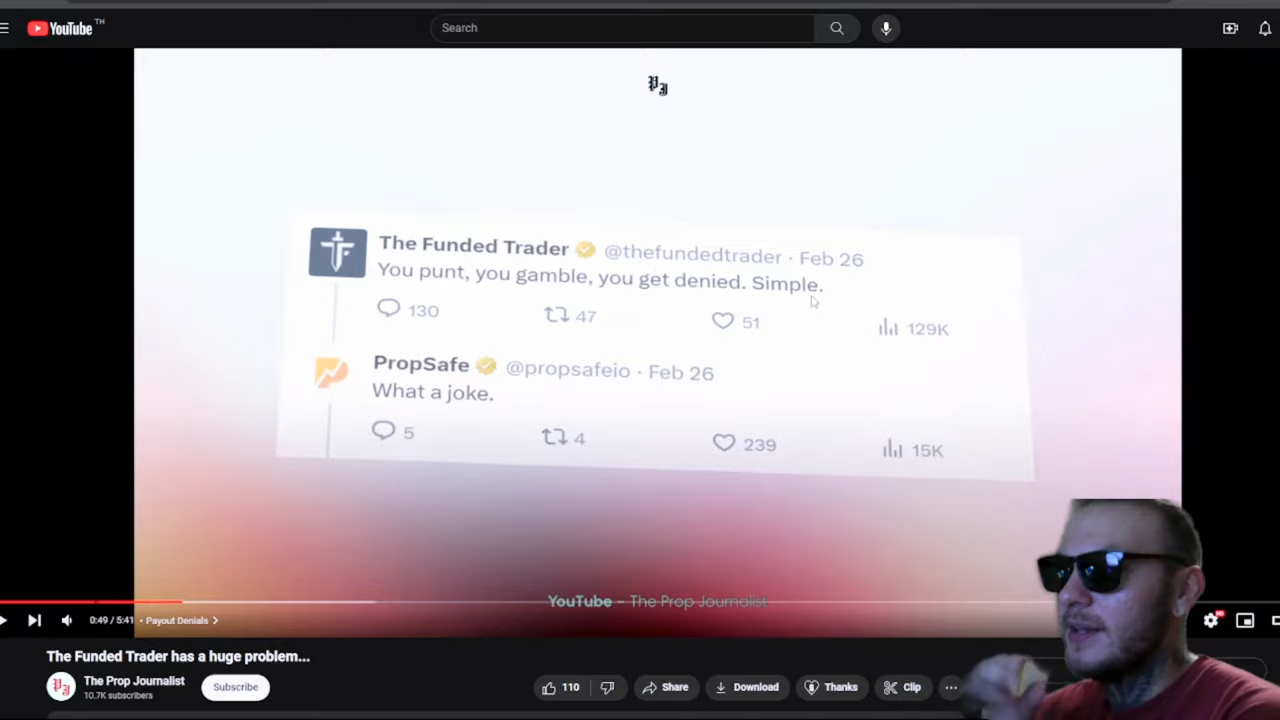 YouTube TH
Search
PJ
The Funded Trader @thefundedtrader · Feb 26
You punt, you gamble, you get denied. Simple.
130 47 51 129K
PropSafe @propsafeio · Feb 26
What a joke.
5 4 239 15K
YouTube – The Prop Journalist
0:49 / 5:41 • Payout Denials >
HD
The Funded Trader has a huge problem...
The Prop Journalist
10.7K subscribers
Subscribe
110 Share Download Thanks Clip ...